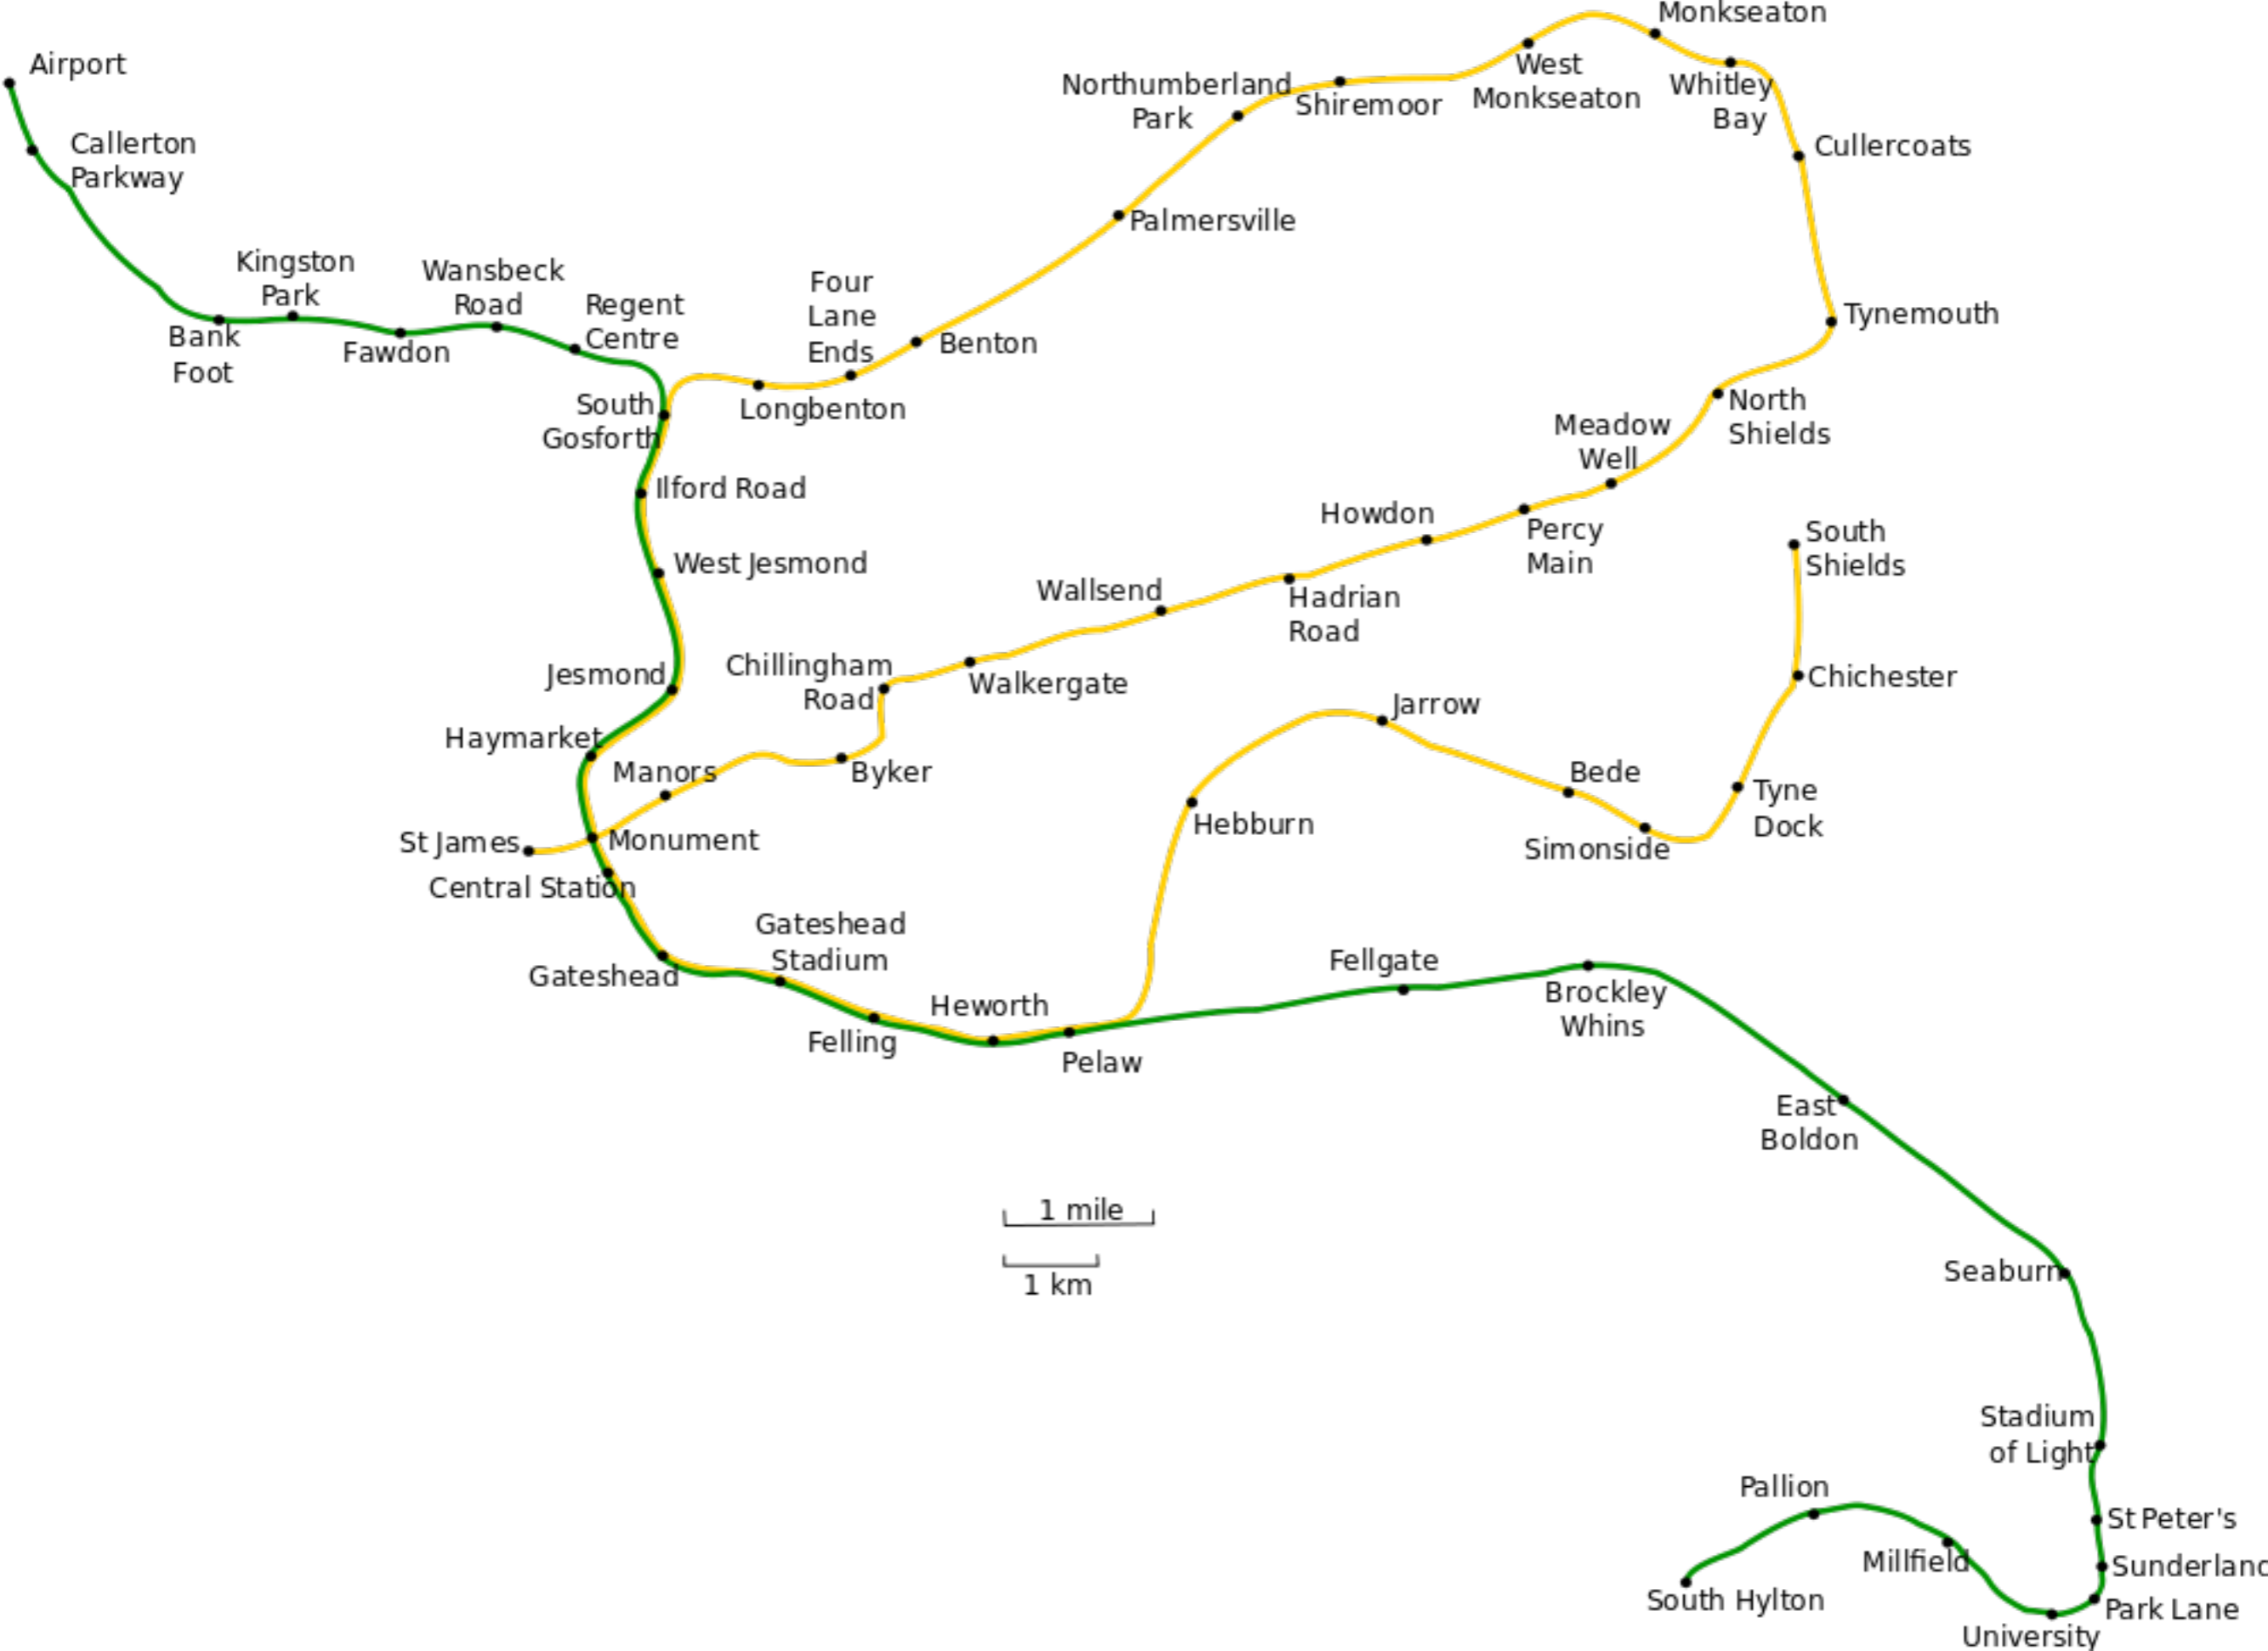 Monkseaton
Airport
West
Monkseaton
Northumberland
Park
Shiremoor
Whitley
Bay
Callerton
Parkway
Cullercoats
Palmersville
Kingston
Park
Wansbeck
Road
Four
Lane
Ends
Regent
Centre
Tynemouth
Bank
Foot
Fawdon
Benton
South
Gosforth
Longbenton
North
Shields
Meadow
Well
Ilford Road
Howdon
Percy
Main
South
Shields
West Jesmond
Wallsend
Hadrian
Road
Jesmond
Chillingham
Road
Walkergate
Chichester
Jarrow
Haymarket
Manors
Byker
Bede
Tyne
Dock
Hebburn
St James
Monument
Simonside
Central Station
Gateshead
Stadium
Gateshead
Fellgate
Heworth
Brockley
Whins
Felling
Pelaw
East
Boldon
1 mile
1 km
Seaburn
Stadium
of Light
Pallion
St Peter's
Millfield
Sunderland
South Hylton
Park Lane
University